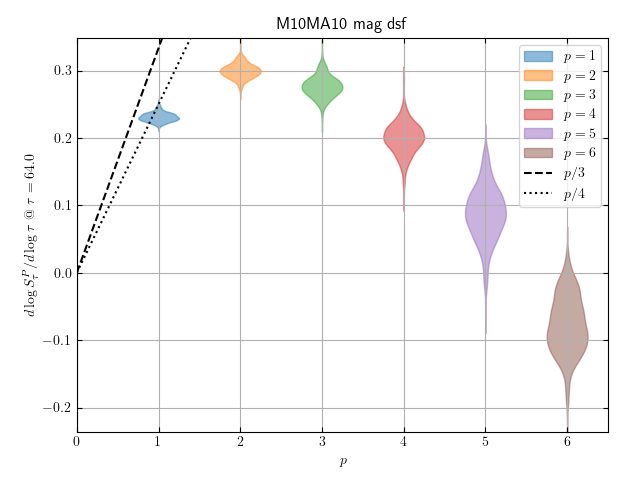 M10MA10 mag dsf
d log S_τ^p / d log τ @ τ = 64.0
0.3
0.2
0.1
0.0
−0.1
−0.2
0 1 2 3 4 5 6
p
p = 1
p = 2
p = 3
p = 4
p = 5
p = 6
p/3
p/4